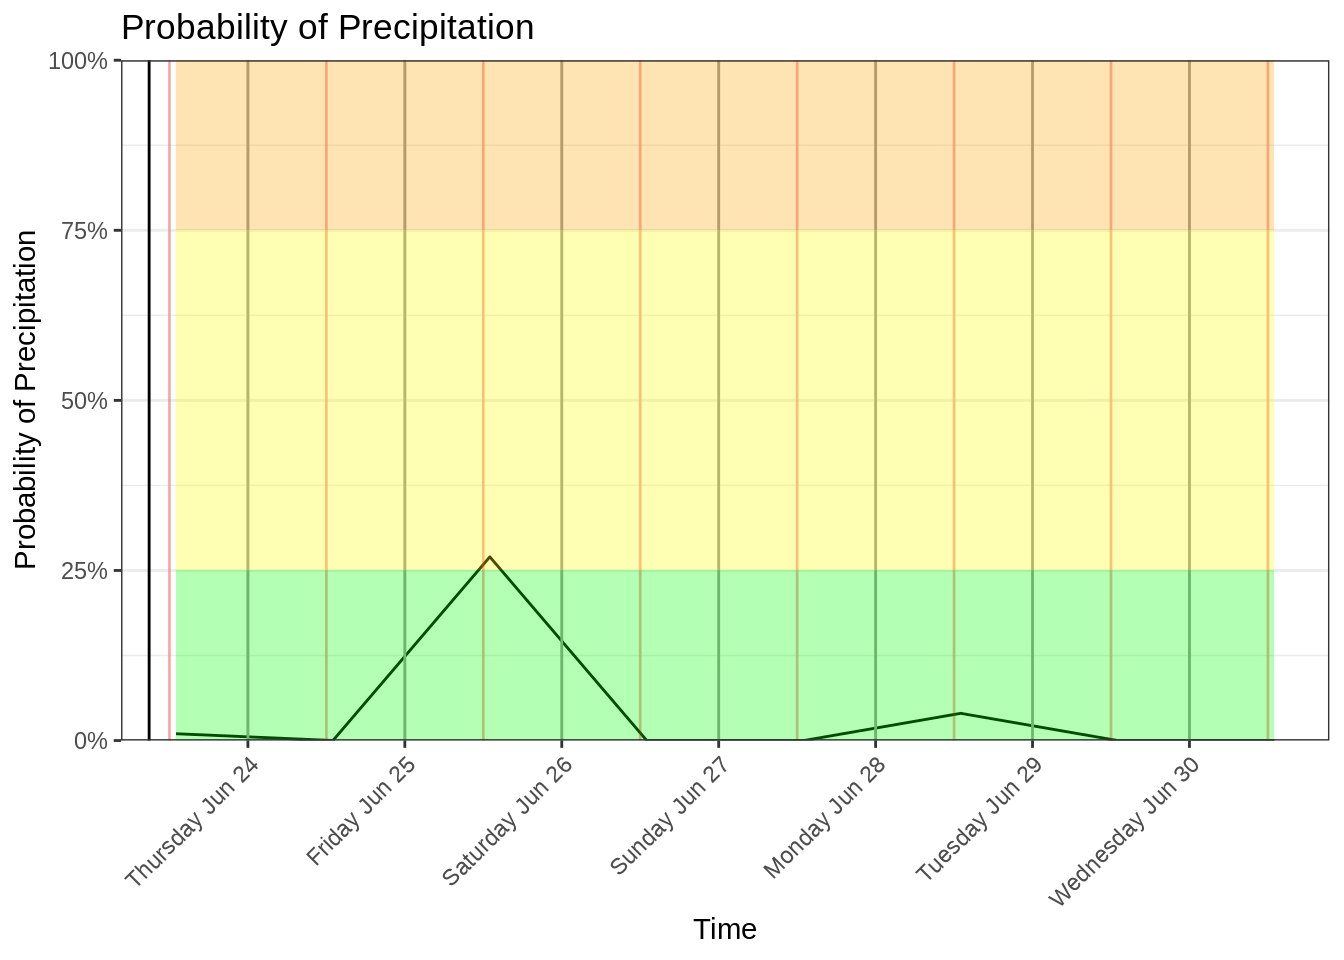 Probability of Precipitation
Probability of Precipitation
100%
75%
50%
25%
0%
Thursday Jun 24
Friday Jun 25
Saturday Jun 26
Sunday Jun 27
Monday Jun 28
Tuesday Jun 29
Wednesday Jun 30
Time